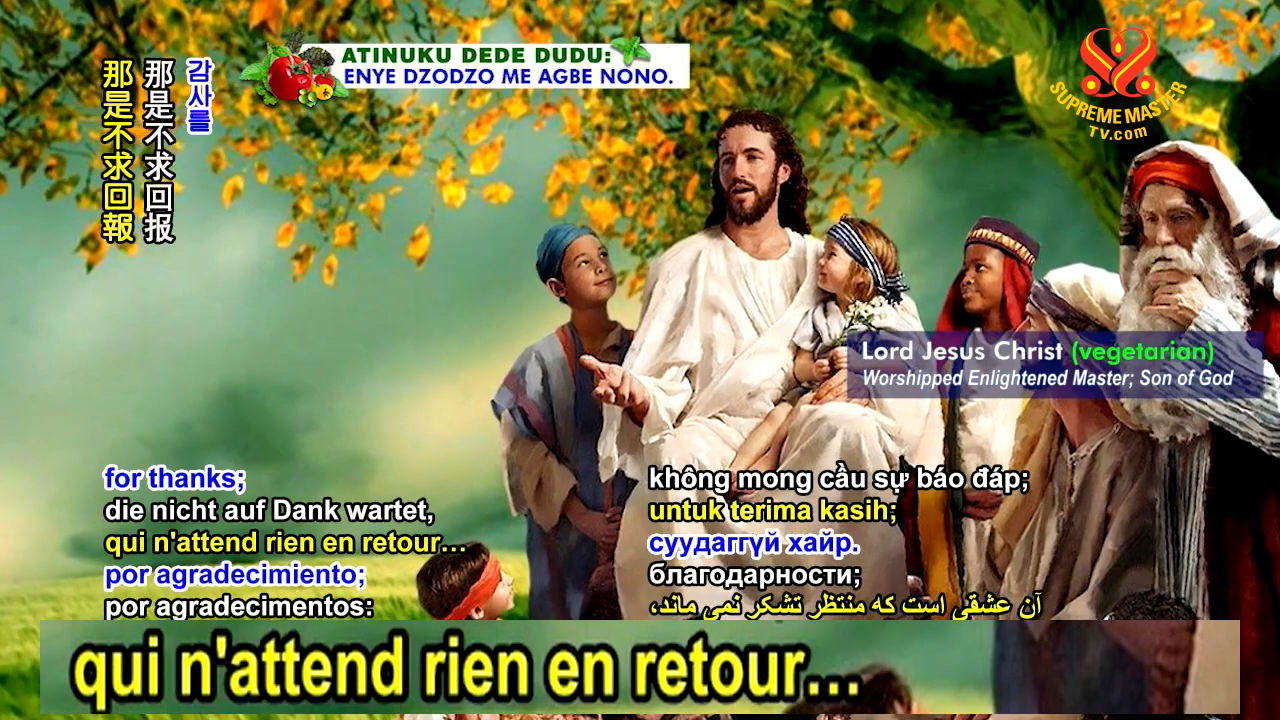 ATINUKU DEDE DUDU:
ENYE DZODZO ME AGBE NONO.
SUPREME MASTER
TV.com
감사를
那是不求回报
那是不求回報
Lord Jesus Christ (vegetarian)
Worshipped Enlightened Master; Son of God
for thanks;
die nicht auf Dank wartet,
qui n'attend rien en retour…
por agradecimiento;
por agradecimentos:
không mong cầu sự báo đáp;
untuk terima kasih;
суудаггүй хайр.
благодарности;
آن عشقی است که منتظر تشکر نمی ماند،
qui n'attend rien en retour…